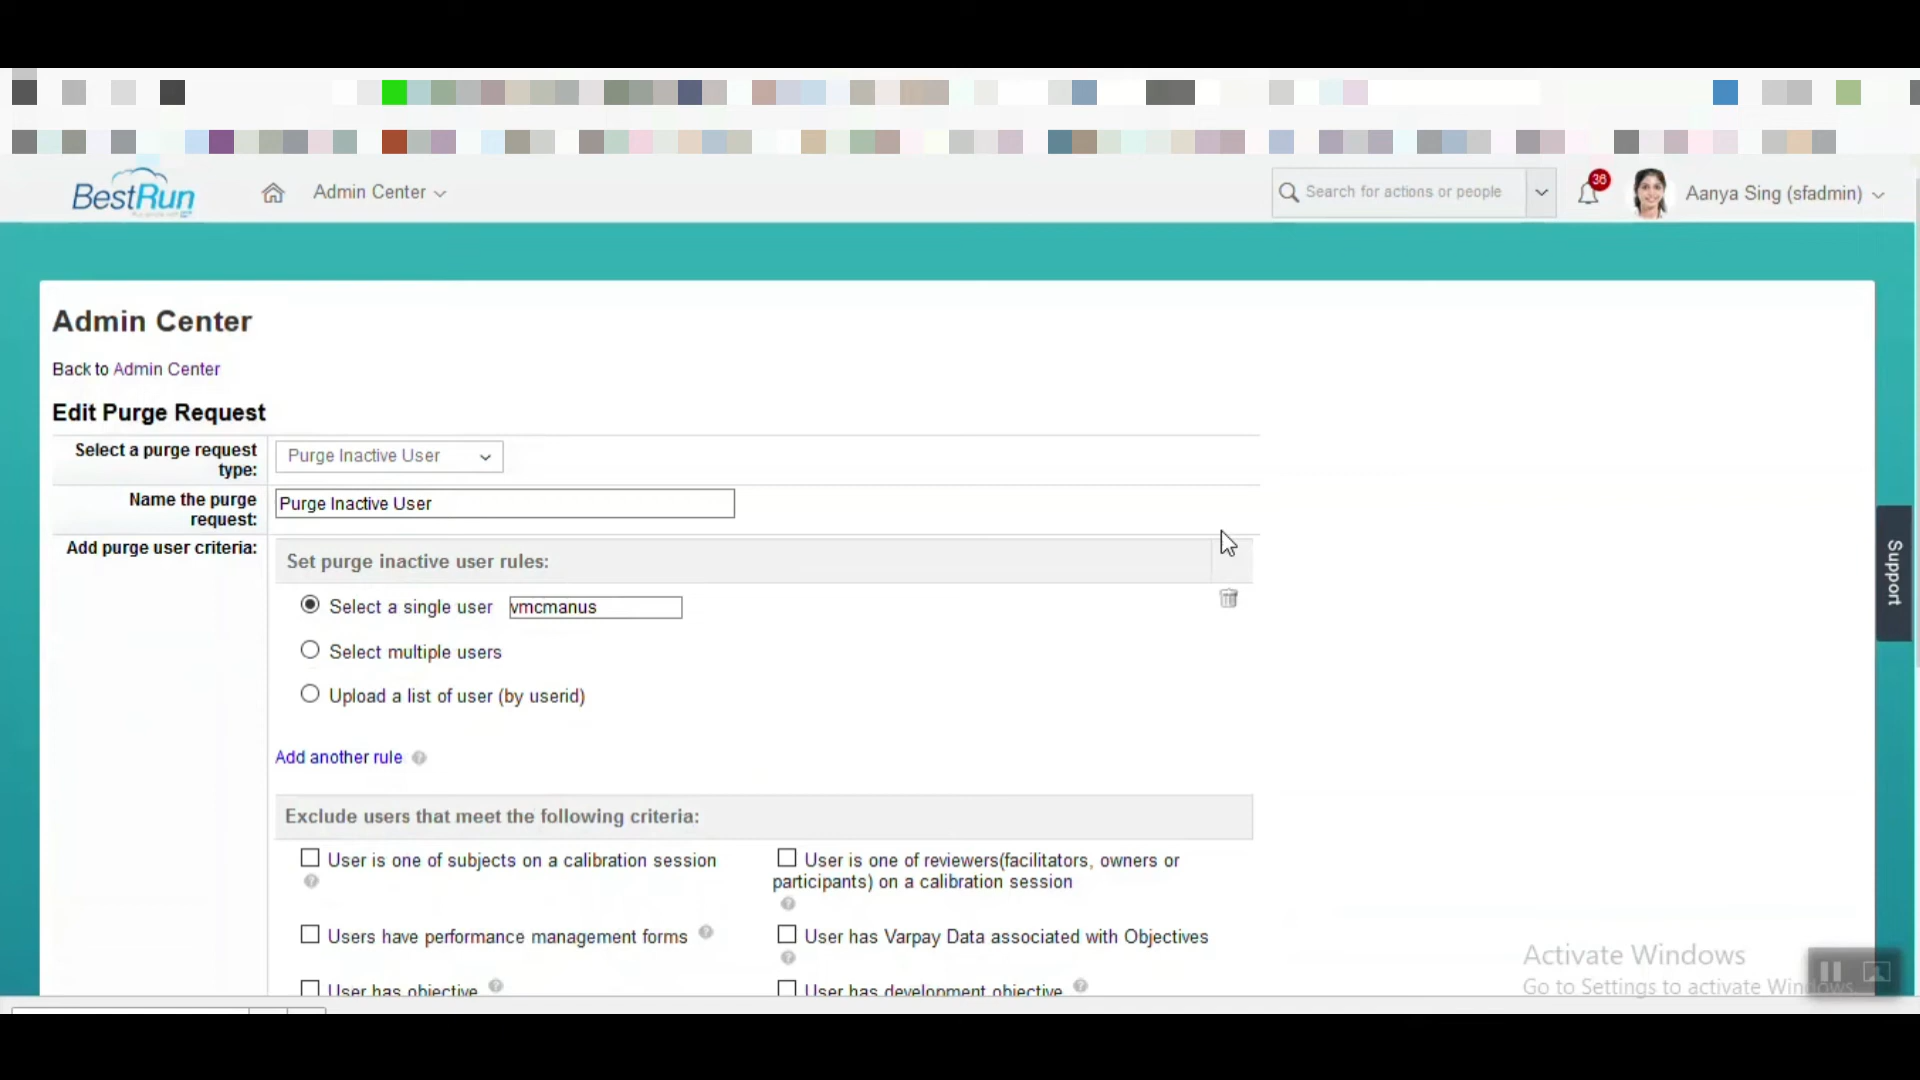 BestRun
Admin Center
Search for actions or people
36
Aanya Sing (sfadmin)
Admin Center
Back to Admin Center
Edit Purge Request
Select a purge request
type:
Purge Inactive User
Name the purge
request:
Purge Inactive User
Add purge user criteria:
Set purge inactive user rules:
Select a single user
vmcmanus
Select multiple users
Upload a list of user (by userid)
Add another rule
Exclude users that meet the following criteria:
User is one of subjects on a calibration session
User is one of reviewers(facilitators, owners or
participants) on a calibration session
Users have performance management forms
User has Varpay Data associated with Objectives
User has objective
User has development objective
Support
Activate Windows
Go to Settings to activate Windows.